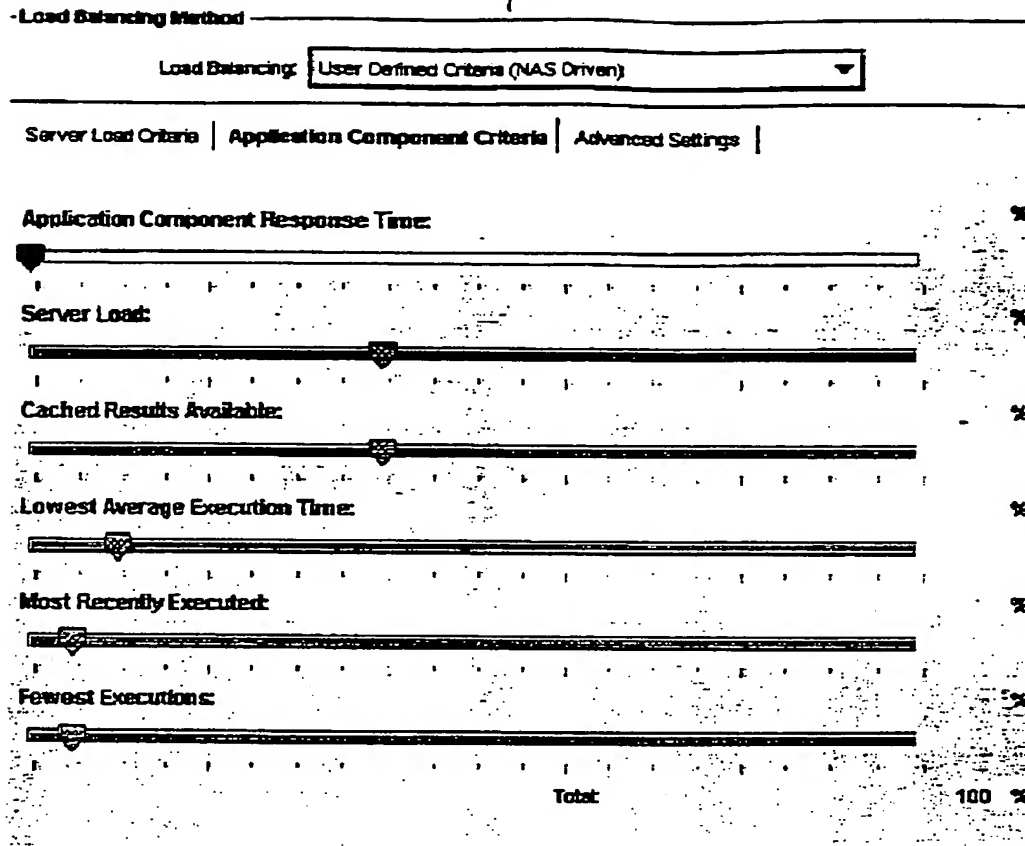 Load Balancing Method
Load Balancing: User Defined Criteria (NAS Driven)
Server Load Criteria | Application Component Criteria | Advanced Settings |
Application Component Response Time: %
Server Load: %
Cached Results Available: %
Lowest Average Execution Time: %
Most Recently Executed: %
Fewest Executions: %
Total: 100 %